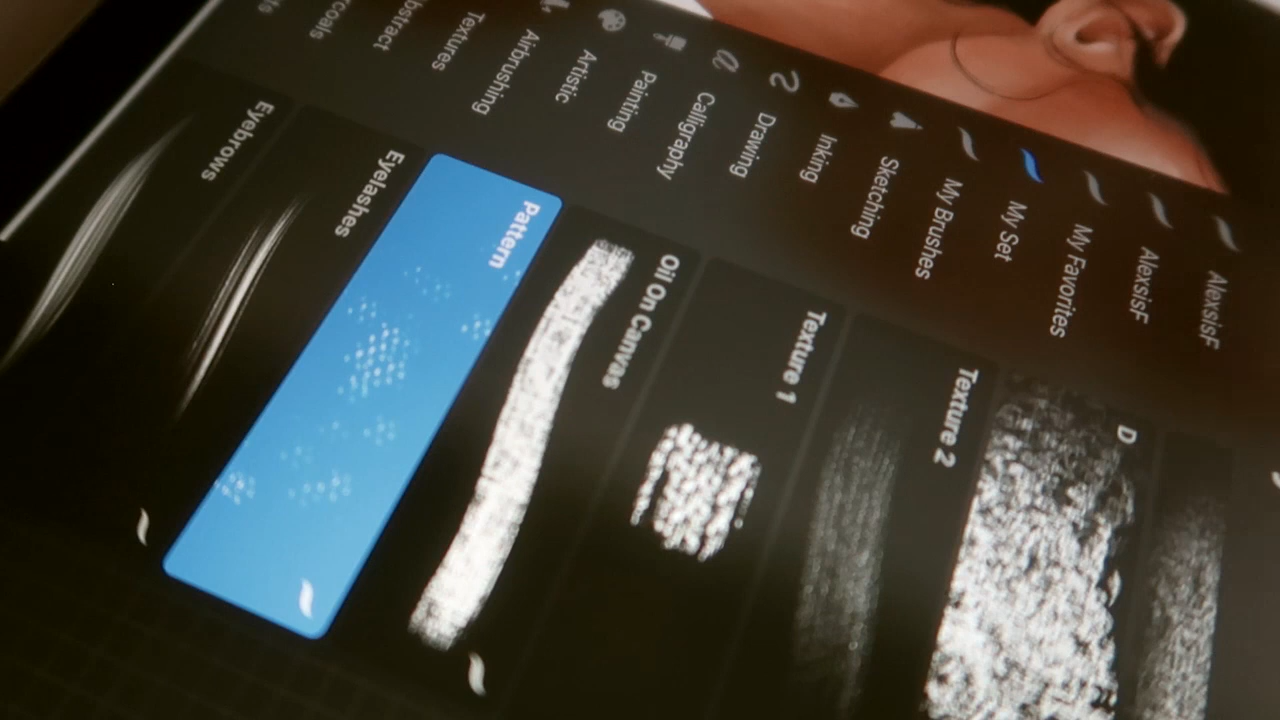 AlexsisF
AlexsisF
My Favorites
My Set
My Brushes
Sketching
Inking
Drawing
Calligraphy
Painting
Artistic
Airbrushing
Textures
D
Texture 2
Texture 1
Oil On Canvas
Pattern
Eyelashes
Eyebrows